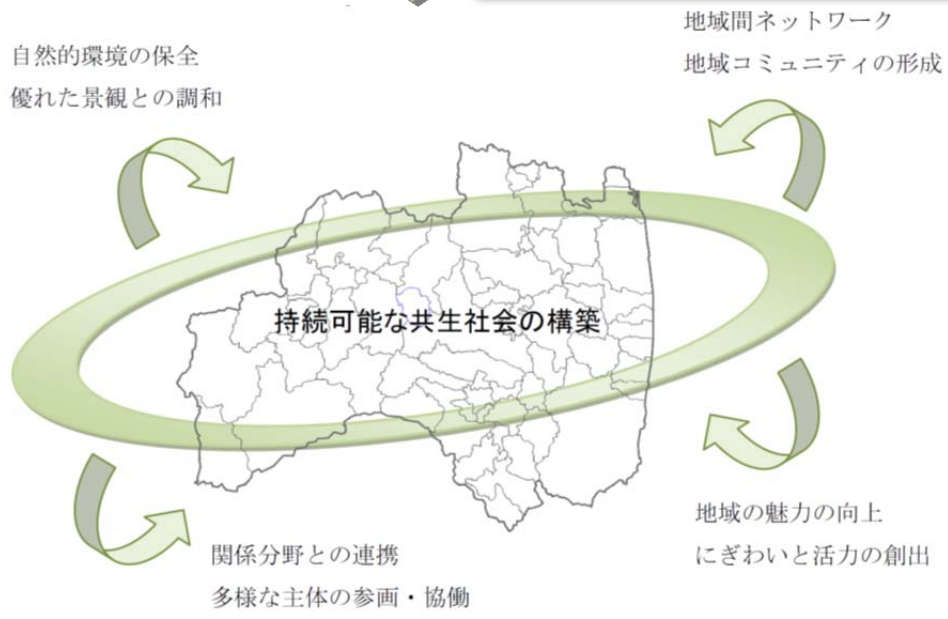 自然的環境の保全
優れた景観との調和
地域間ネットワーク
地域コミュニティの形成
持続可能な共生社会の構築
関係分野との連携
多様な主体の参画・協働
地域の魅力の向上
にぎわいと活力の創出